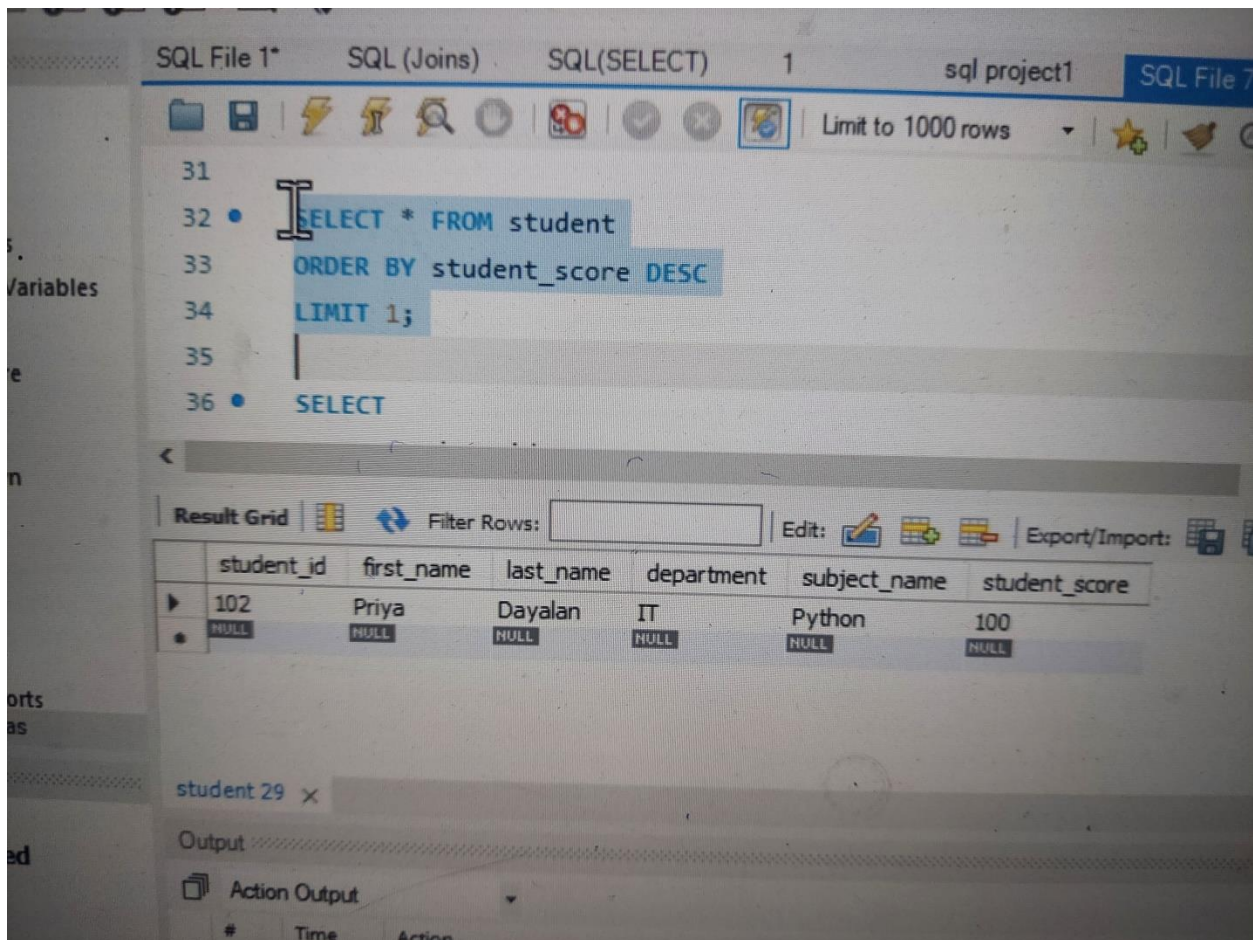 SQL File 1* SQL (Joins) SQL(SELECT) 1 sql project1 SQL File 7
Limit to 1000 rows
31
32 SELECT * FROM student
33 ORDER BY student_score DESC
34 LIMIT 1;
35
36 SELECT
s
Variables
e
n
orts
as
ed
Result Grid Filter Rows: Edit: Export/Import:
student_id first_name last_name department subject_name student_score
102 Priya Dayalan IT Python 100
NULL NULL NULL NULL NULL NULL
student 29
Output
Action Output
# Time Action